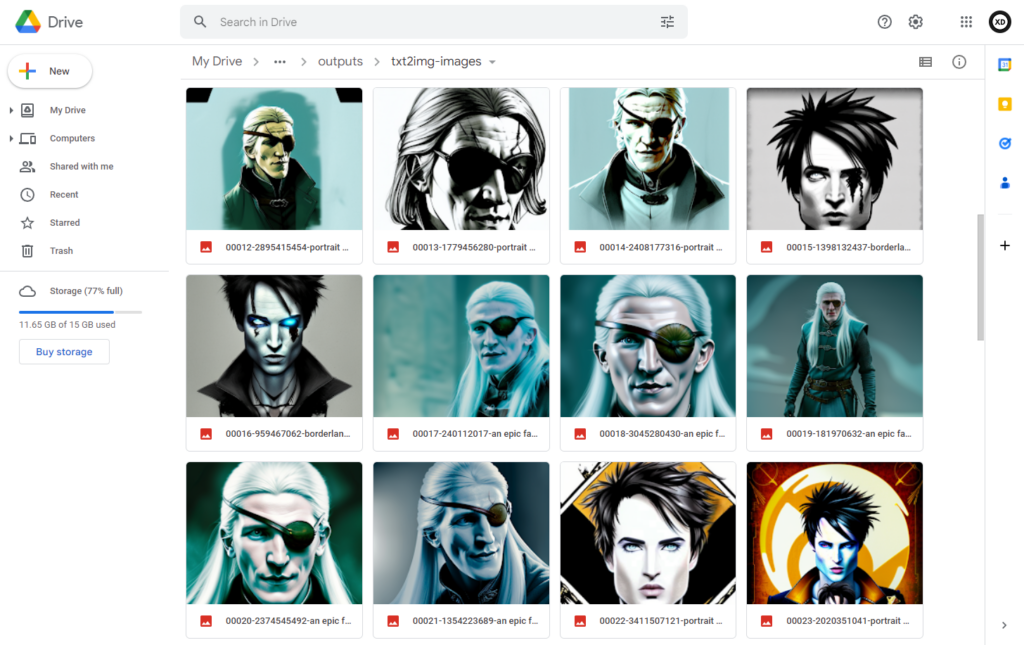 Drive
Search in Drive
XD
New
My Drive
Computers
Shared with me
Recent
Starred
Trash
Storage (77% full)
11.65 GB of 15 GB used
Buy storage
My Drive > ••• > outputs > txt2img-images
00012-2895415454-portrait ...
00013-1779456280-portrait ...
00014-2408177316-portrait ...
00015-1398132437-borderla...
00016-959467062-borderlan...
00017-240112017-an epic fa...
00018-3045280430-an epic f...
00019-181970632-an epic fa...
00020-2374545492-an epic f...
00021-1354223689-an epic f...
00022-3411507121-portrait ...
00023-2020351041-portrait ...
31